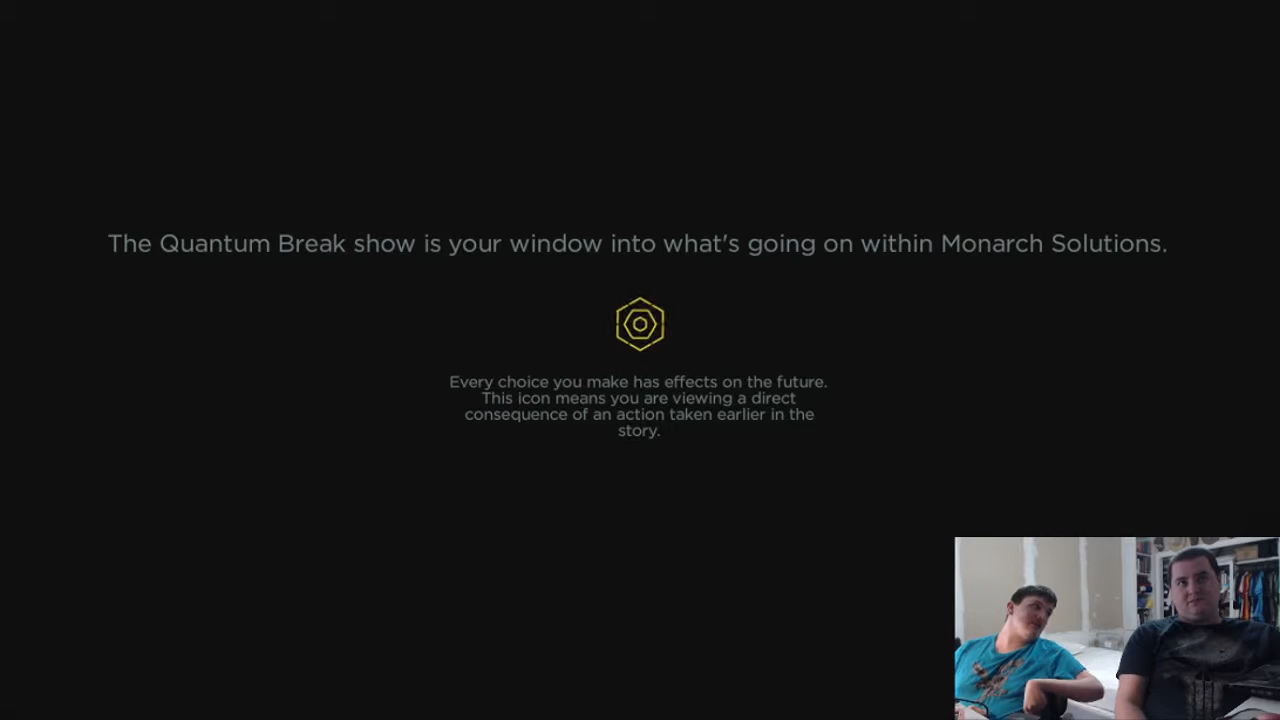 The Quantum Break show is your window into what's going on within Monarch Solutions.
Every choice you make has effects on the future.
This icon means you are viewing a direct
consequence of an action taken earlier in the
story.